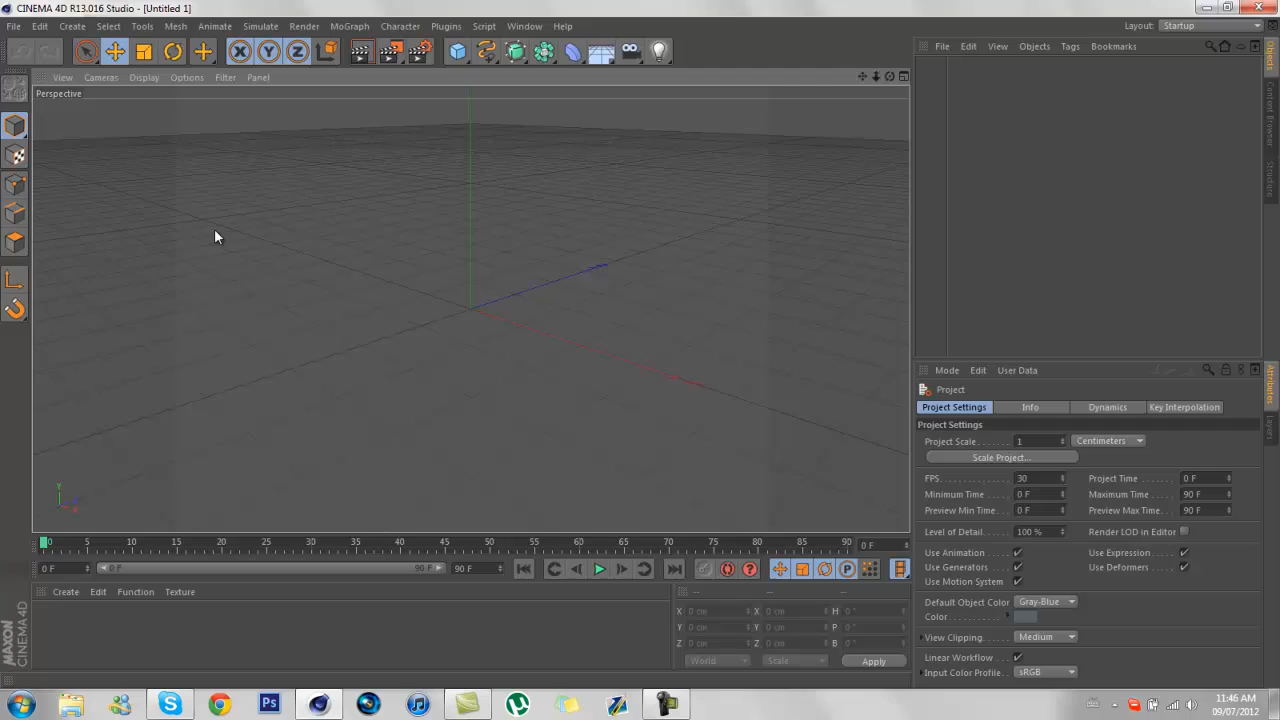 CINEMA 4D R13.016 Studio - [Untitled 1]
File Edit Create Select Tools Mesh Animate Simulate Render MoGraph Character Plugins Script Window Help
Layout: Startup
X Y Z
File Edit View Objects Tags Bookmarks
Objects
Content Browser
Structure
View Cameras Display Options Filter Panel
Perspective
Y
X
Mode Edit User Data
Attributes
Layers
Project
Project Settings Info Dynamics Key Interpolation
Project Settings
Project Scale 1 Centimeters
Scale Project...
FPS 30 Project Time 0 F
Minimum Time 0 F Maximum Time 90 F
Preview Min Time 0 F Preview Max Time 90 F
Level of Detail 100 % Render LOD in Editor
Use Animation Use Expression
Use Generators Use Deformers
Use Motion System
Default Object Color Gray-Blue
Color
View Clipping Medium
Linear Workflow
Input Color Profile sRGB
0 5 10 15 20 25 30 35 40 45 50 55 60 65 70 75 80 85 90 0 F
0 F 0 F 90 F 90 F
P
Create Edit Function Texture
-- -- --
X 0 cm X 0 cm H 0 °
Y 0 cm Y 0 cm P 0 °
Z 0 cm Z 0 cm B 0 °
World Scale Apply
MAXON
CINEMA 4D
Ps
11:46 AM
09/07/2012